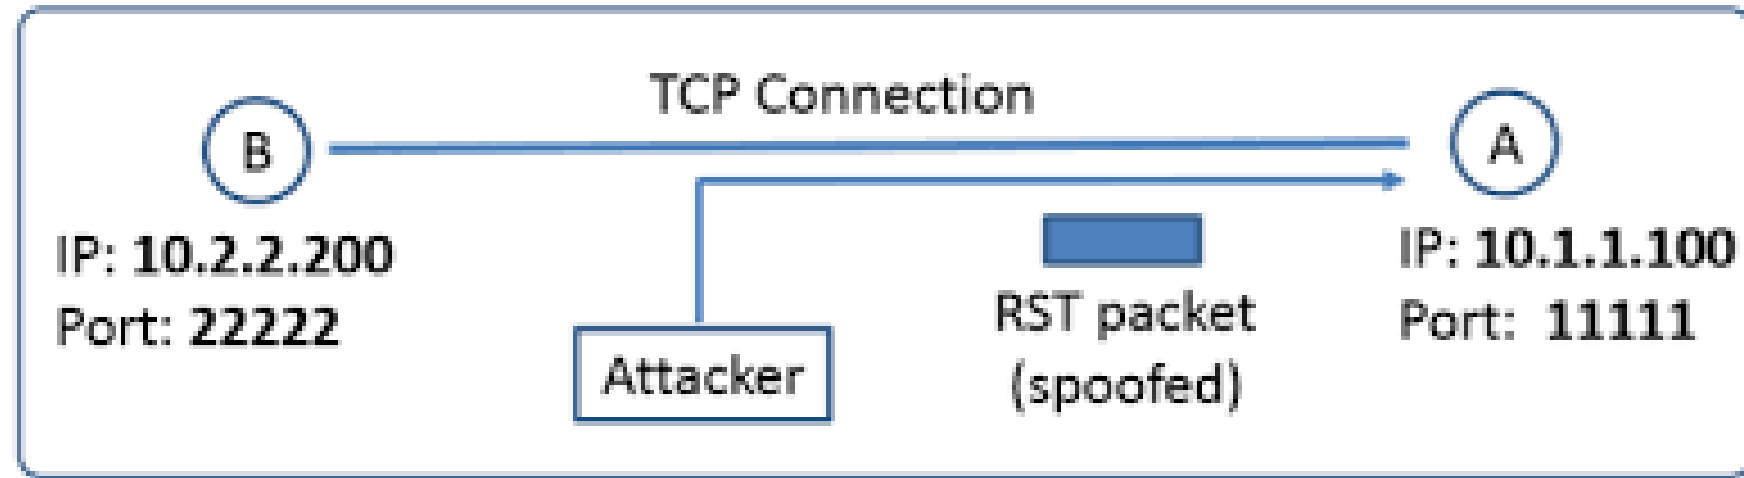 TCP Connection
B
A
IP: 10.2.2.200
Port: 22222
Attacker
RST packet
(spoofed)
IP: 10.1.1.100
Port: 11111